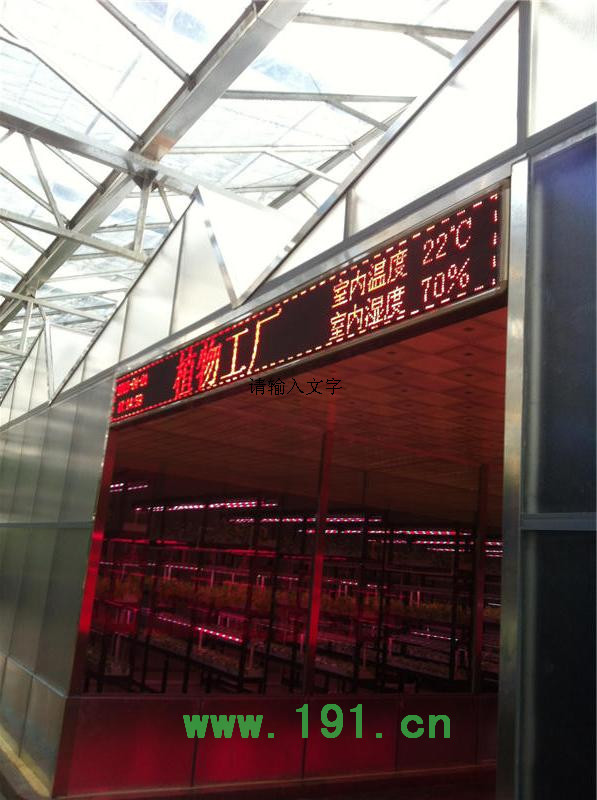 植物工厂
室内温度 22℃
室内湿度 70%
请输入文字
www.191.cn